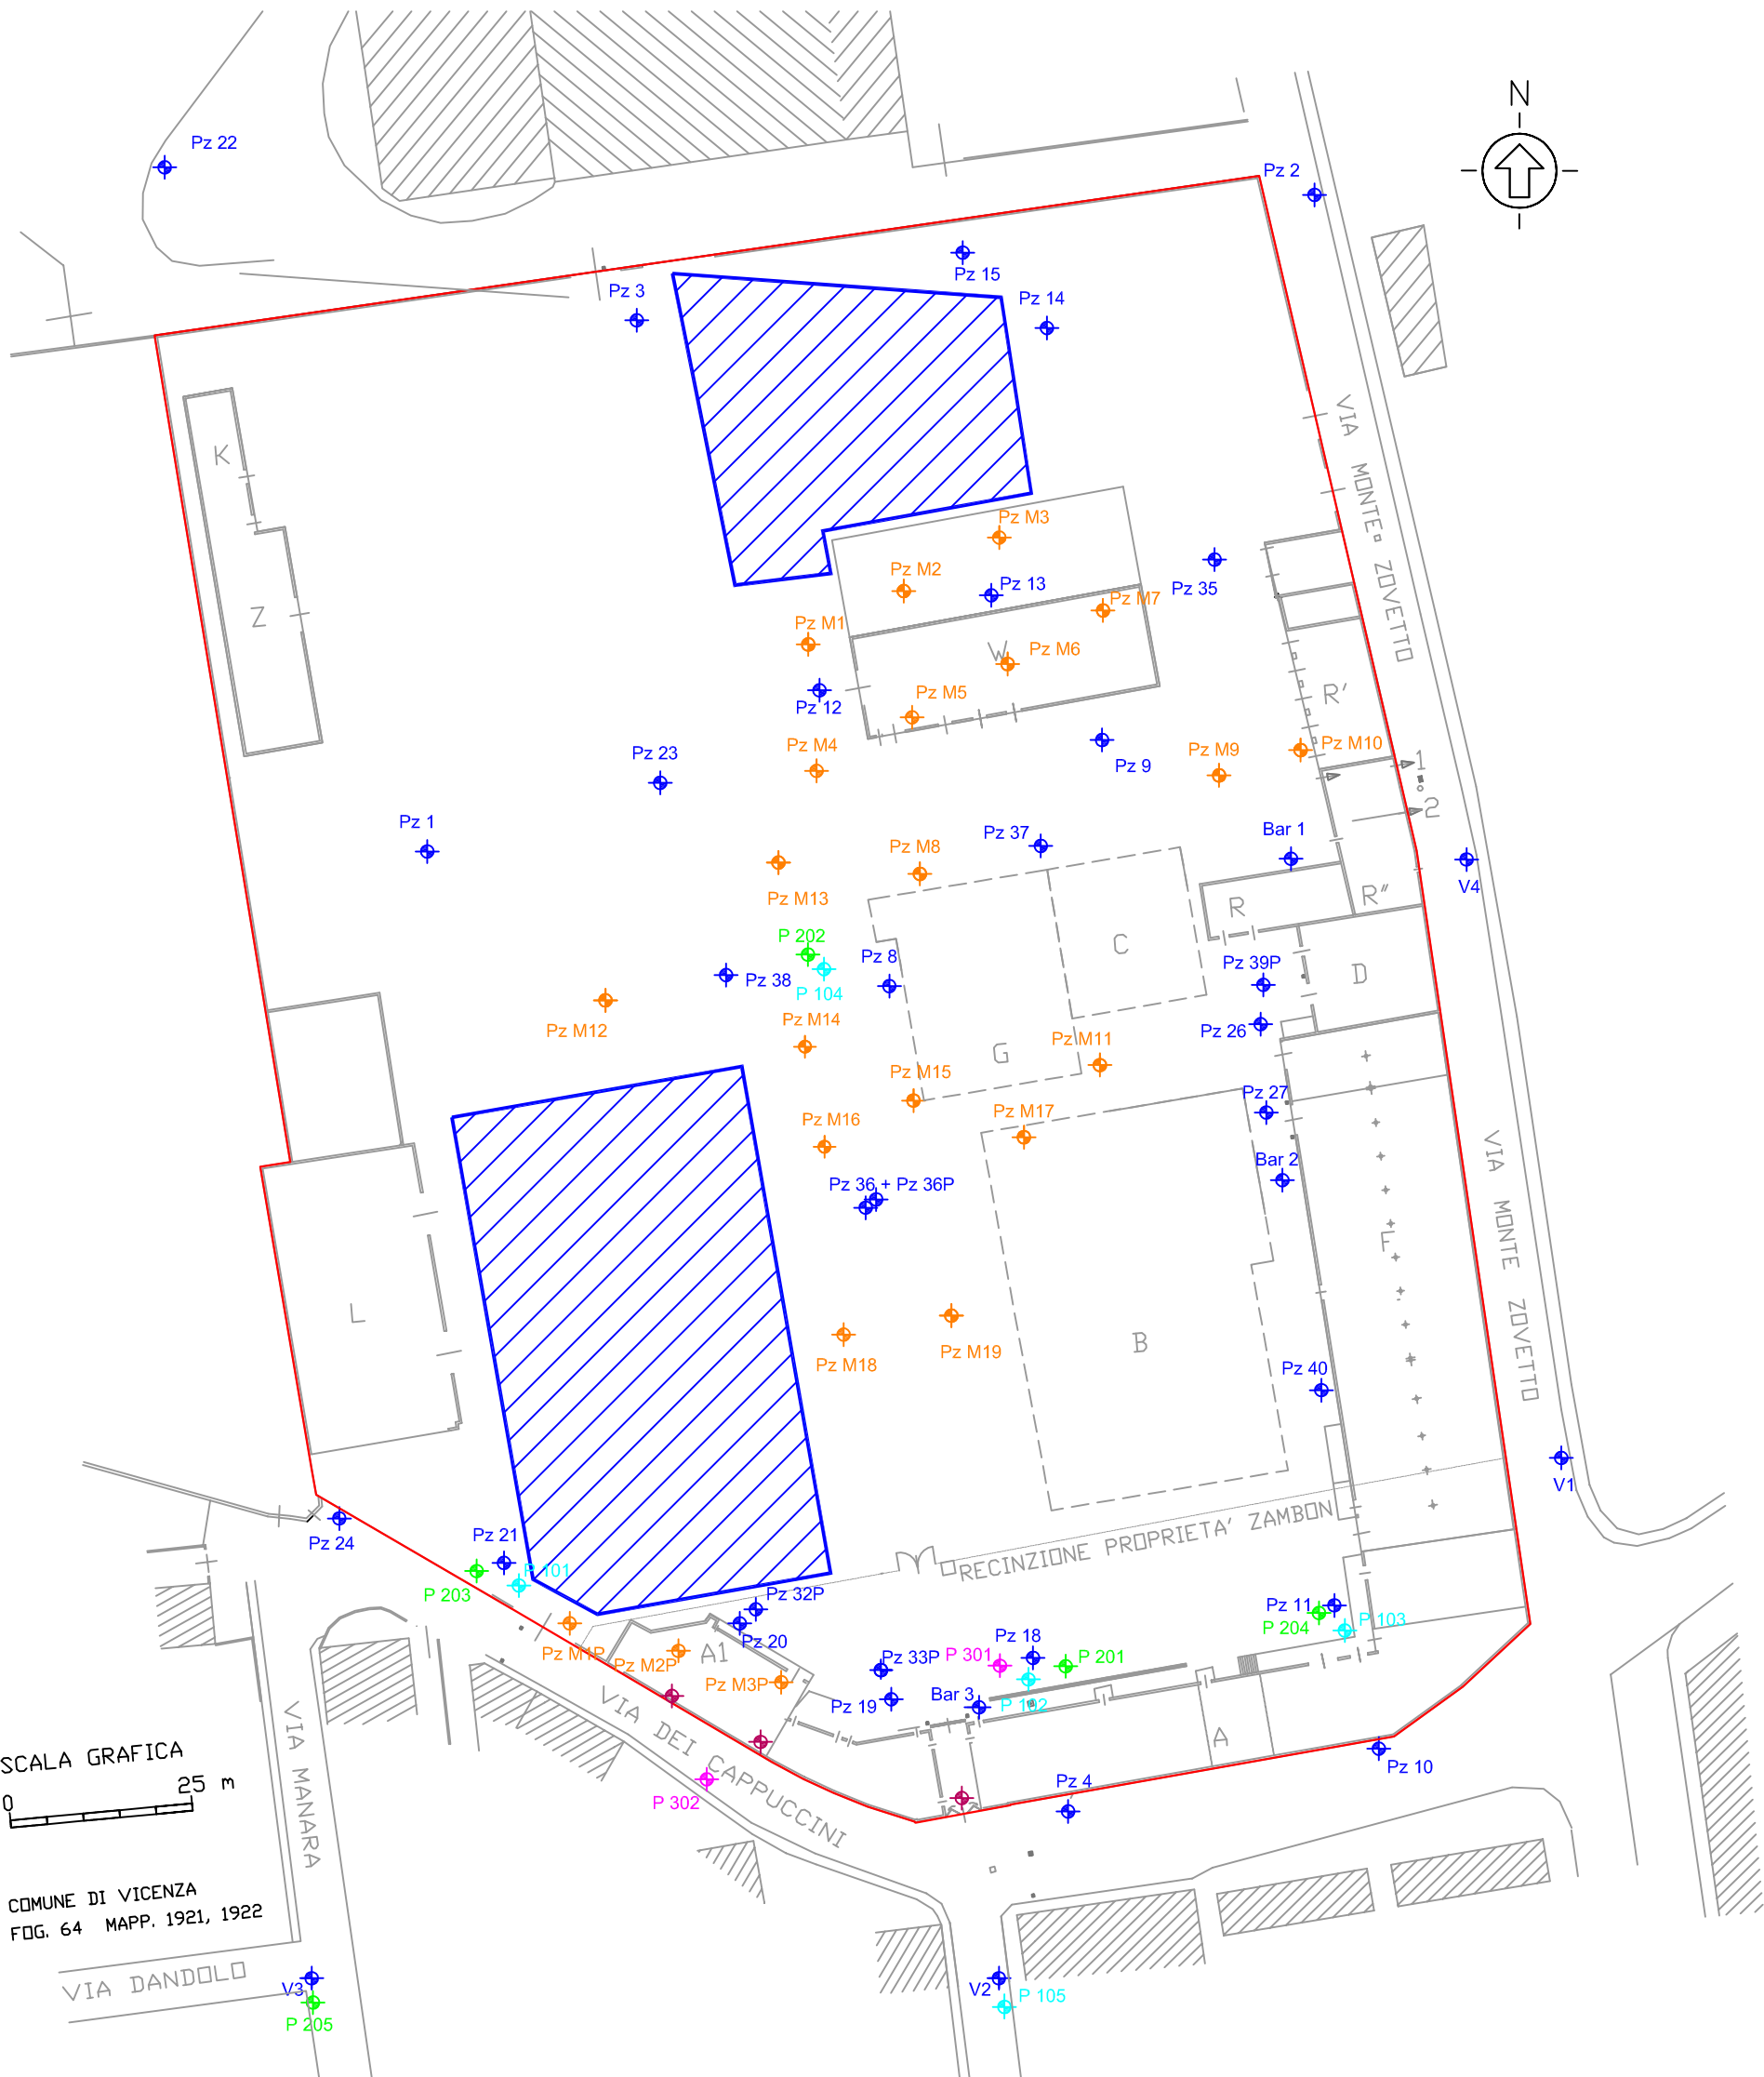 N
Pz 22
Pz 2
Pz 15
Pz 3
Pz 14
K
VIA MONTE ZOVETTO
Pz M3
Pz M2
Pz 13
Pz 35
Pz M7
Z
Pz M1
W
Pz M6
R'
Pz M5
Pz 12
Pz 23
Pz M4
Pz 9
Pz M9
Pz M10
1
2
Pz 1
Pz 37
Bar 1
Pz M8
V4
Pz M13
R
R"
P 202
C
Pz 8
Pz 39P
D
Pz 38
P 104
Pz M12
Pz M14
Pz 26
G
Pz M11
Pz M15
Pz 27
Pz M16
Pz M17
VIA MONTE ZOVETTO
Bar 2
Pz 36 + Pz 36P
F
L
B
Pz M18
Pz M19
Pz 40
V1
RECINZIONE PROPRIETA' ZAMBON
Pz 24
Pz 21
P 101
P 203
Pz 32P
Pz 11
P 204
P 103
Pz 20
Pz M1P
Pz M2P
A1
Pz 33P
P 301
Pz 18
P 201
Pz M3P
Pz 19
Bar 3
P 102
A
VIA DEI CAPPUCCINI
VIA MANARA
SCALA GRAFICA
0
25 m
P 302
Pz 4
Pz 10
COMUNE DI VICENZA
FOG. 64 MAPP. 1921, 1922
VIA DANDOLO
V3
P 205
V2
P 105